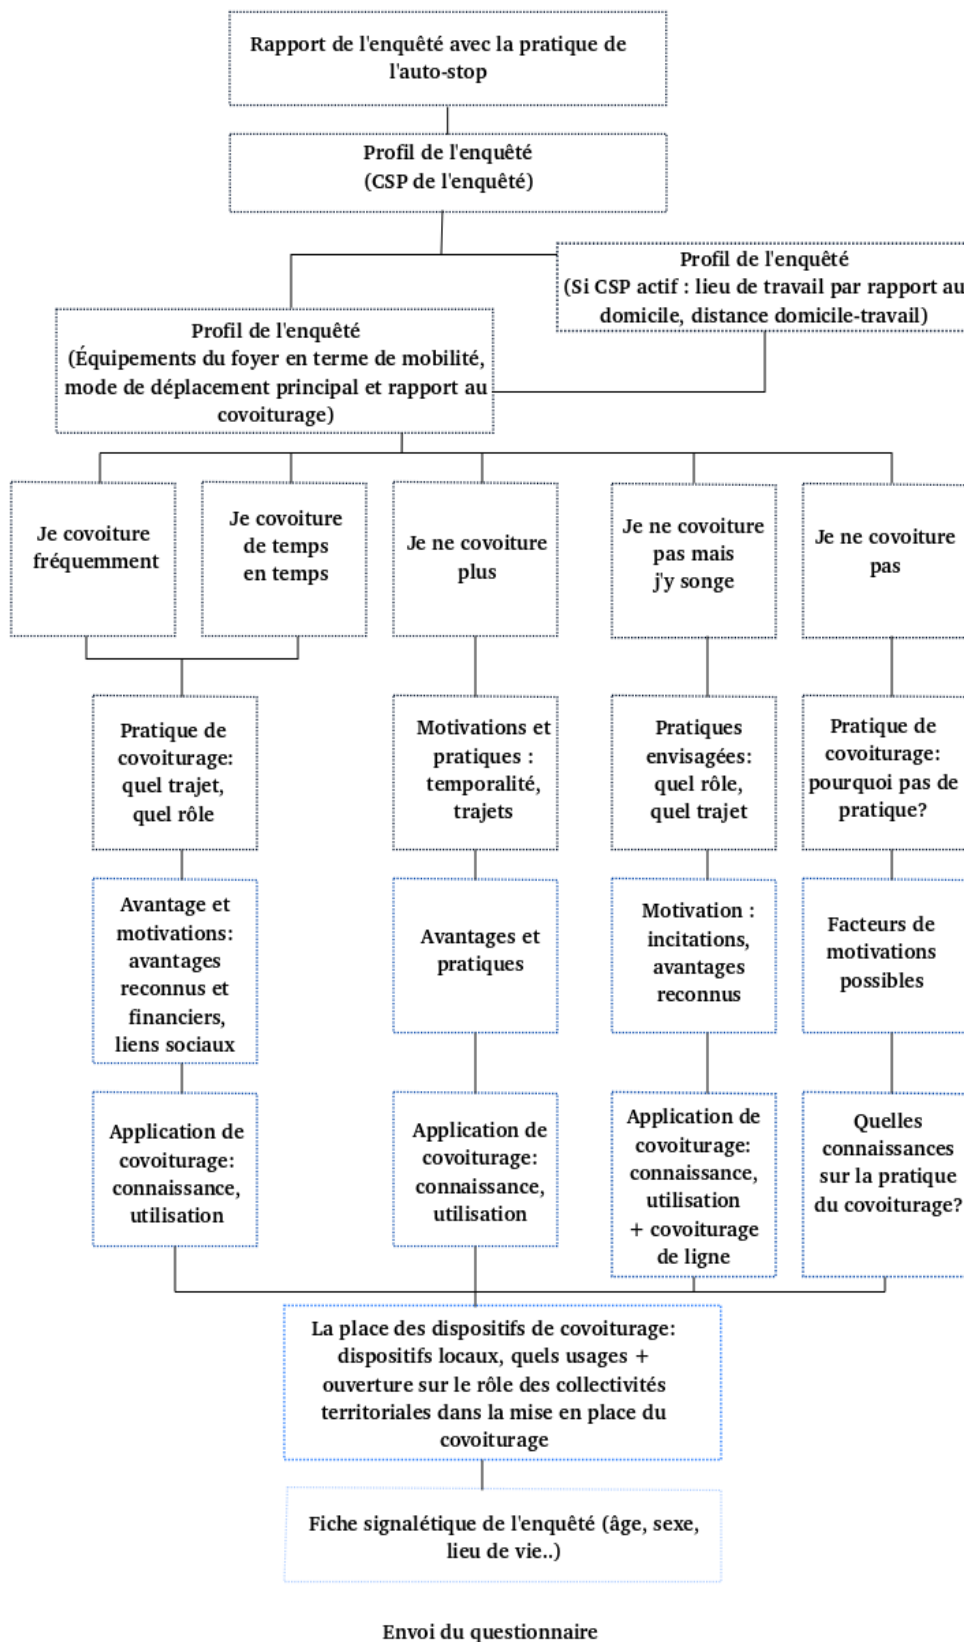 Rapport de l'enquêté avec la pratique de
l'auto-stop
Profil de l'enquêté
(CSP de l'enquêté)
Profil de l'enquêté
(Si CSP actif : lieu de travail par rapport au
domicile, distance domicile-travail)
Profil de l'enquêté
(Équipements du foyer en terme de mobilité,
mode de déplacement principal et rapport au
covoiturage)
Je covoiture
fréquemment
Je covoiture
de temps
en temps
Je ne covoiture
plus
Je ne covoiture
pas mais
j'y songe
Je ne covoiture
pas
Pratique de
covoiturage:
quel trajet,
quel rôle
Motivations et
pratiques :
temporalité,
trajets
Pratiques
envisagées:
quel rôle,
quel trajet
Pratique de
covoiturage:
pourquoi pas de
pratique?
Avantage et
motivations:
avantages
reconnus et
financiers,
liens sociaux
Avantages et
pratiques
Motivation :
incitations,
avantages
reconnus
Facteurs de
motivations
possibles
Application de
covoiturage:
connaissance,
utilisation
Application de
covoiturage:
connaissance,
utilisation
Application de
covoiturage:
connaissance,
utilisation
+ covoiturage
de ligne
Quelles
connaissances
sur la pratique
du covoiturage?
La place des dispositifs de covoiturage:
dispositifs locaux, quels usages +
ouverture sur le rôle des collectivités
territoriales dans la mise en place du
covoiturage
Fiche signalétique de l'enquêté (âge, sexe,
lieu de vie..)
Envoi du questionnaire